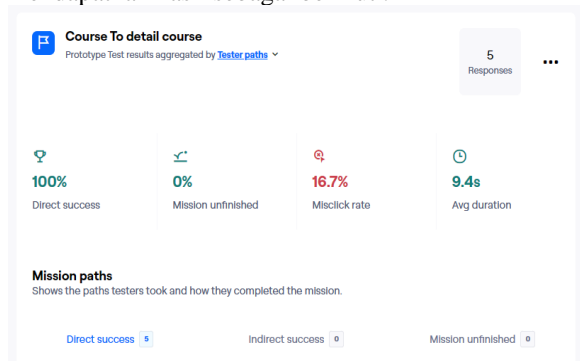 Course To detail course
Prototype Test results aggregated by Tester paths
5
Responses
100%
Direct success
0%
Mission unfinished
16.7%
Misclick rate
9.4s
Avg duration
Mission paths
Shows the paths testers took and how they completed the mission.
Direct success 5
Indirect success 0
Mission unfinished 0